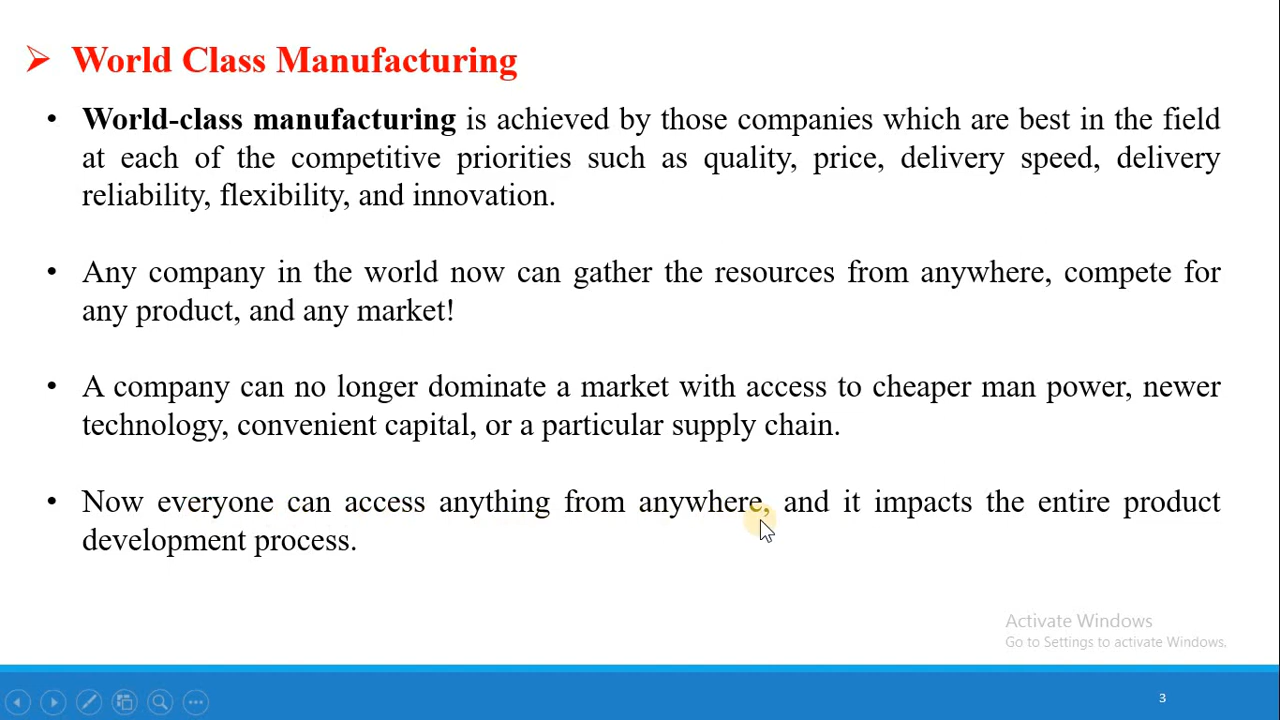 ➢ World Class Manufacturing
• World-class manufacturing is achieved by those companies which are best in the field
at each of the competitive priorities such as quality, price, delivery speed, delivery
reliability, flexibility, and innovation.
• Any company in the world now can gather the resources from anywhere, compete for
any product, and any market!
• A company can no longer dominate a market with access to cheaper man power, newer
technology, convenient capital, or a particular supply chain.
• Now everyone can access anything from anywhere, and it impacts the entire product
development process.
Activate Windows
Go to Settings to activate Windows.
3